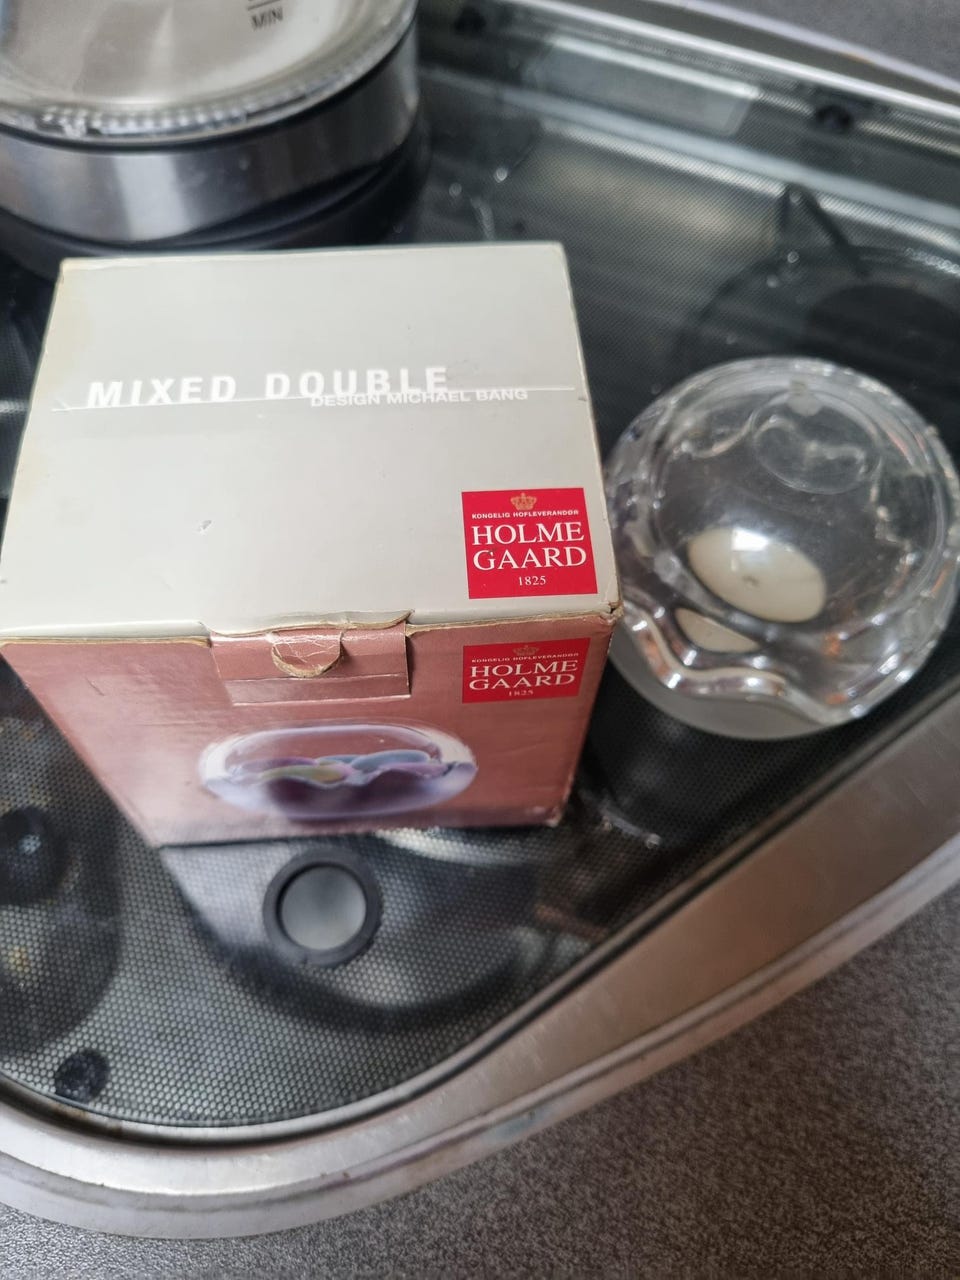 MIN
MIXED DOUBLE
DESIGN MICHAEL BANG
KONGELIG HOFLEVERANDØR
HOLME
GAARD
1825
KONGELIG HOFLEVERANDØR
HOLME
GAARD
1825